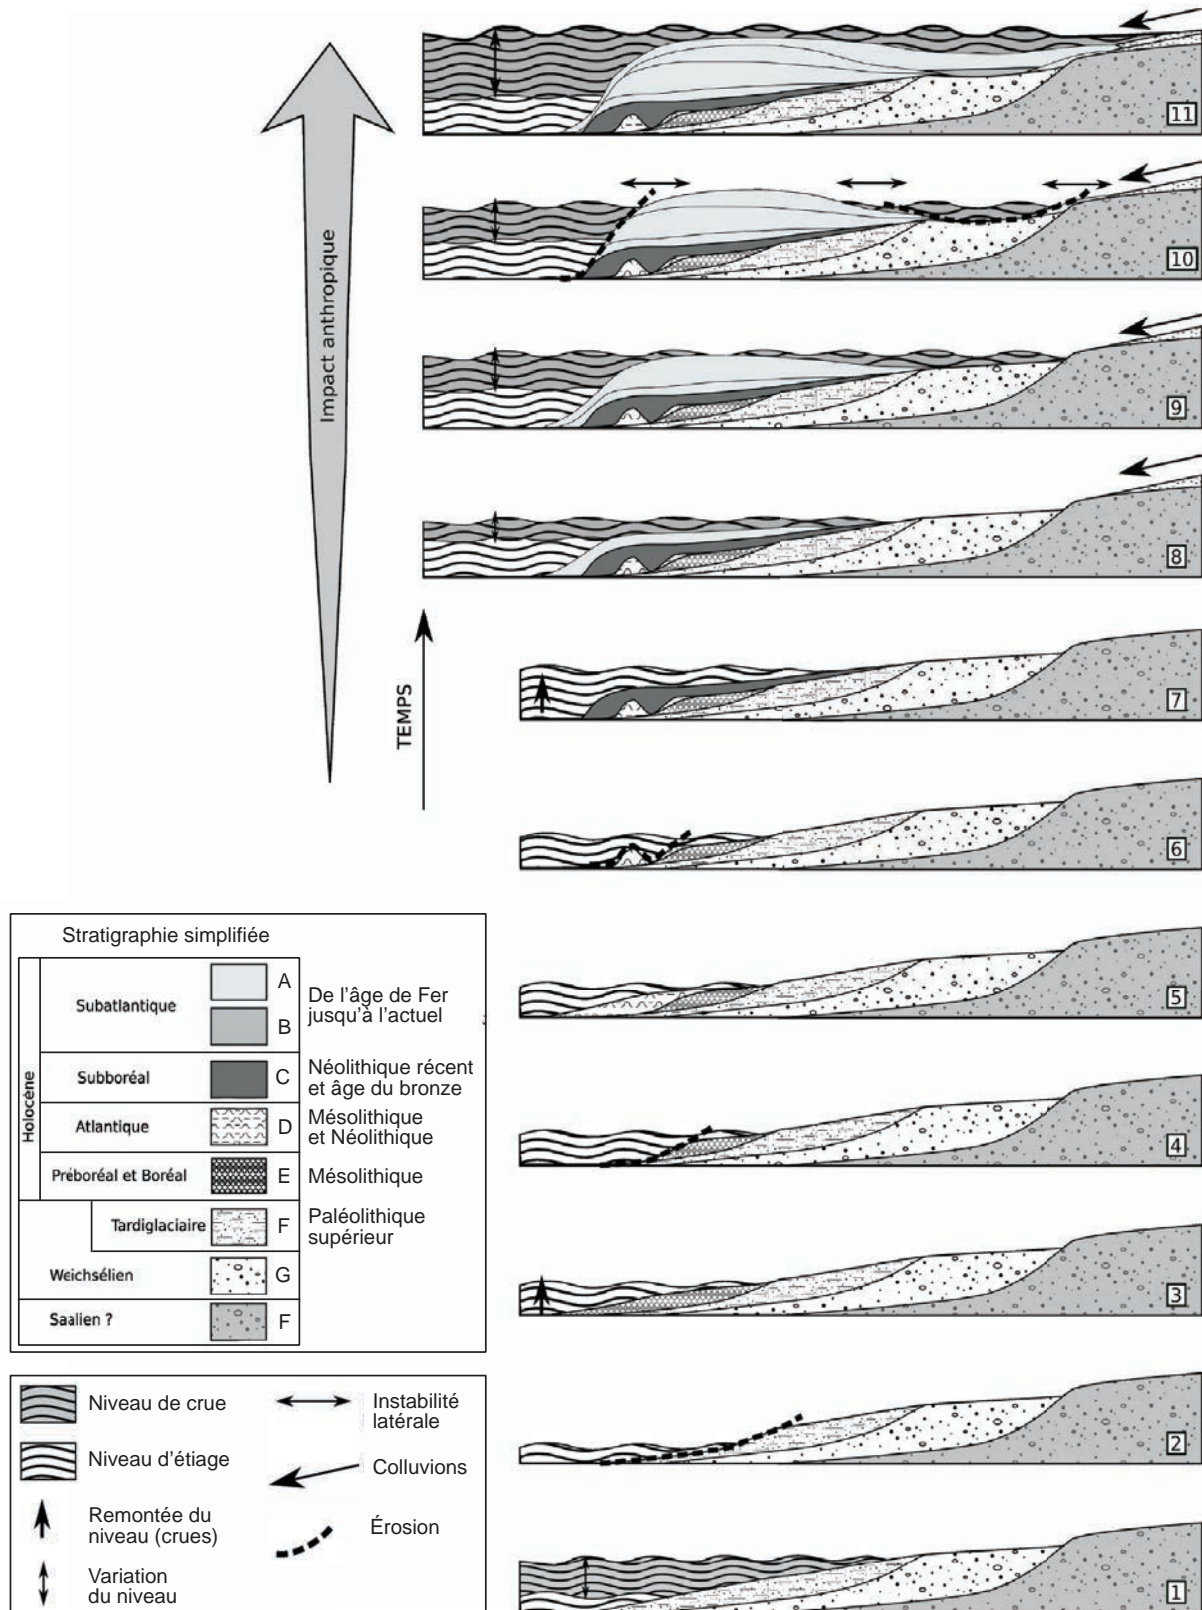 11
10
Impact anthropique
9
8
TEMPS
7
6
5
4
3
2
1
Stratigraphie simplifiée
Holocène
Subatlantique
A
B
De l'âge de Fer
jusqu'à l'actuel
Subboréal
C
Néolithique récent
et âge du bronze
Atlantique
D
Mésolithique
et Néolithique
Préboréal et Boréal
E
Mésolithique
Tardiglaciaire
F
Paléolithique
supérieur
Weichsélien
G
Saalien ?
F
Niveau de crue
Niveau d'étiage
Remontée du
niveau (crues)
Variation
du niveau
Instabilité
latérale
Colluvions
Érosion